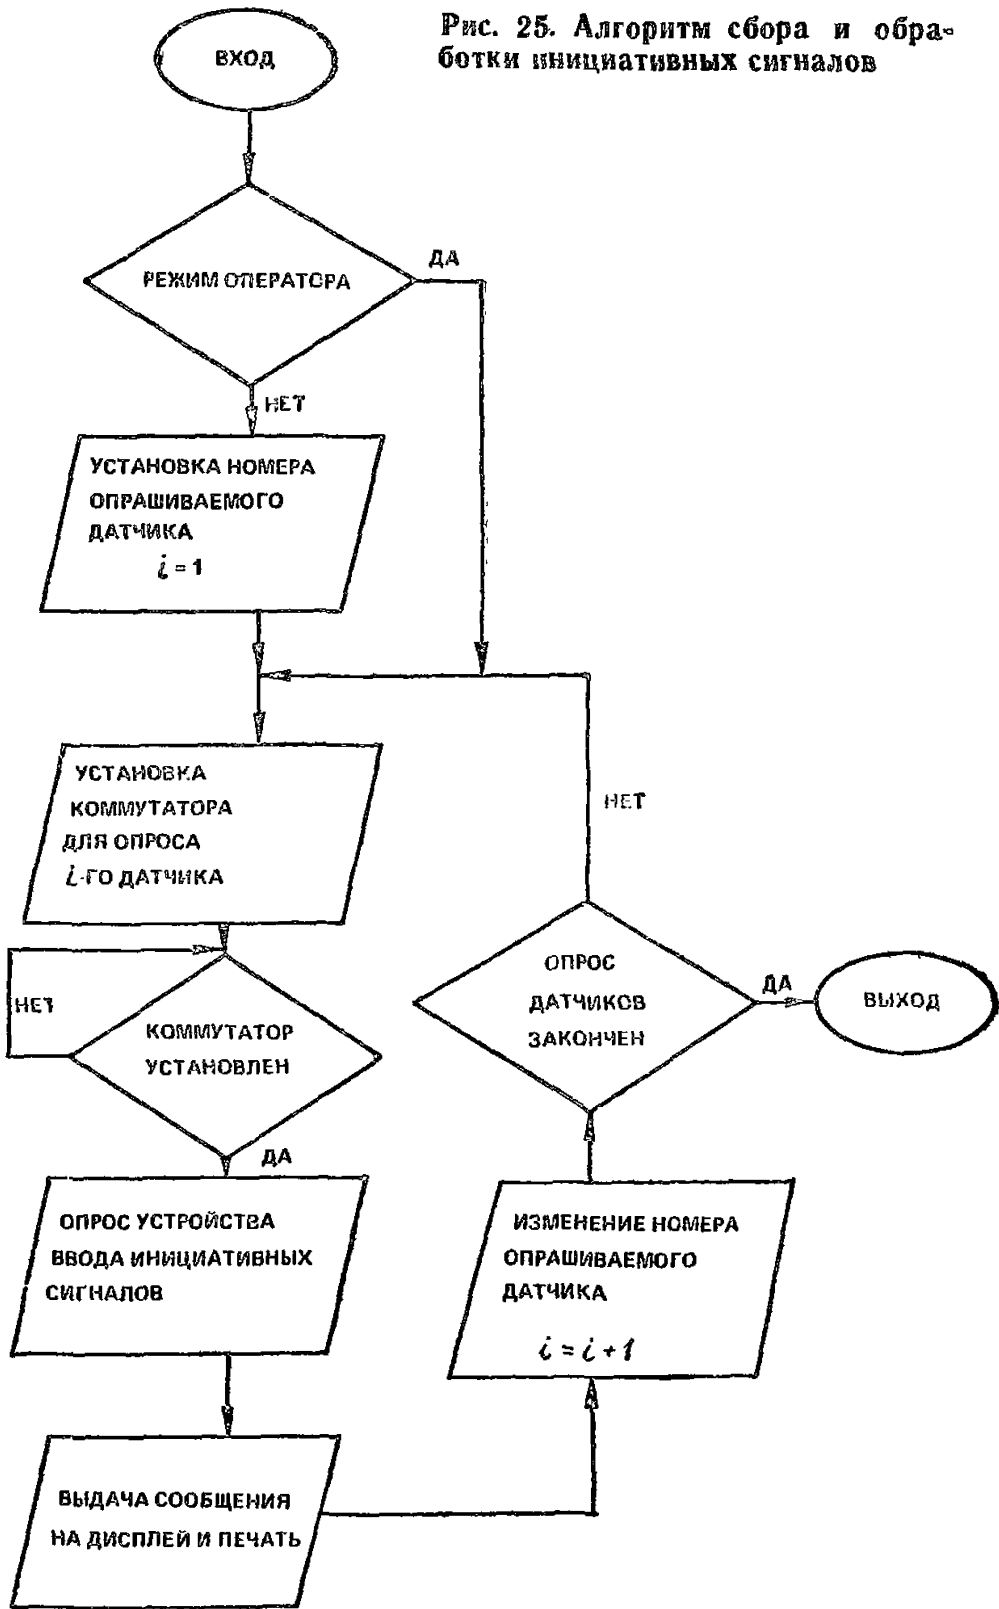 Рис. 25. Алгоритм сбора и обра-
ботки инициативных сигналов
ВХОД
РЕЖИМ ОПЕРАТОРА
ДА
НЕТ
УСТАНОВКА НОМЕРА
ОПРАШИВАЕМОГО
ДАТЧИКА
i = 1
УСТАНОВКА
КОММУТАТОРА
ДЛЯ ОПРОСА
i-ГО ДАТЧИКА
НЕТ
КОММУТАТОР
УСТАНОВЛЕН
ДА
ОПРОС УСТРОЙСТВА
ВВОДА ИНИЦИАТИВНЫХ
СИГНАЛОВ
ВЫДАЧА СООБЩЕНИЯ
НА ДИСПЛЕЙ И ПЕЧАТЬ
ИЗМЕНЕНИЕ НОМЕРА
ОПРАШИВАЕМОГО
ДАТЧИКА
i = i + 1
ОПРОС
ДАТЧИКОВ
ЗАКОНЧЕН
НЕТ
ДА
ВЫХОД